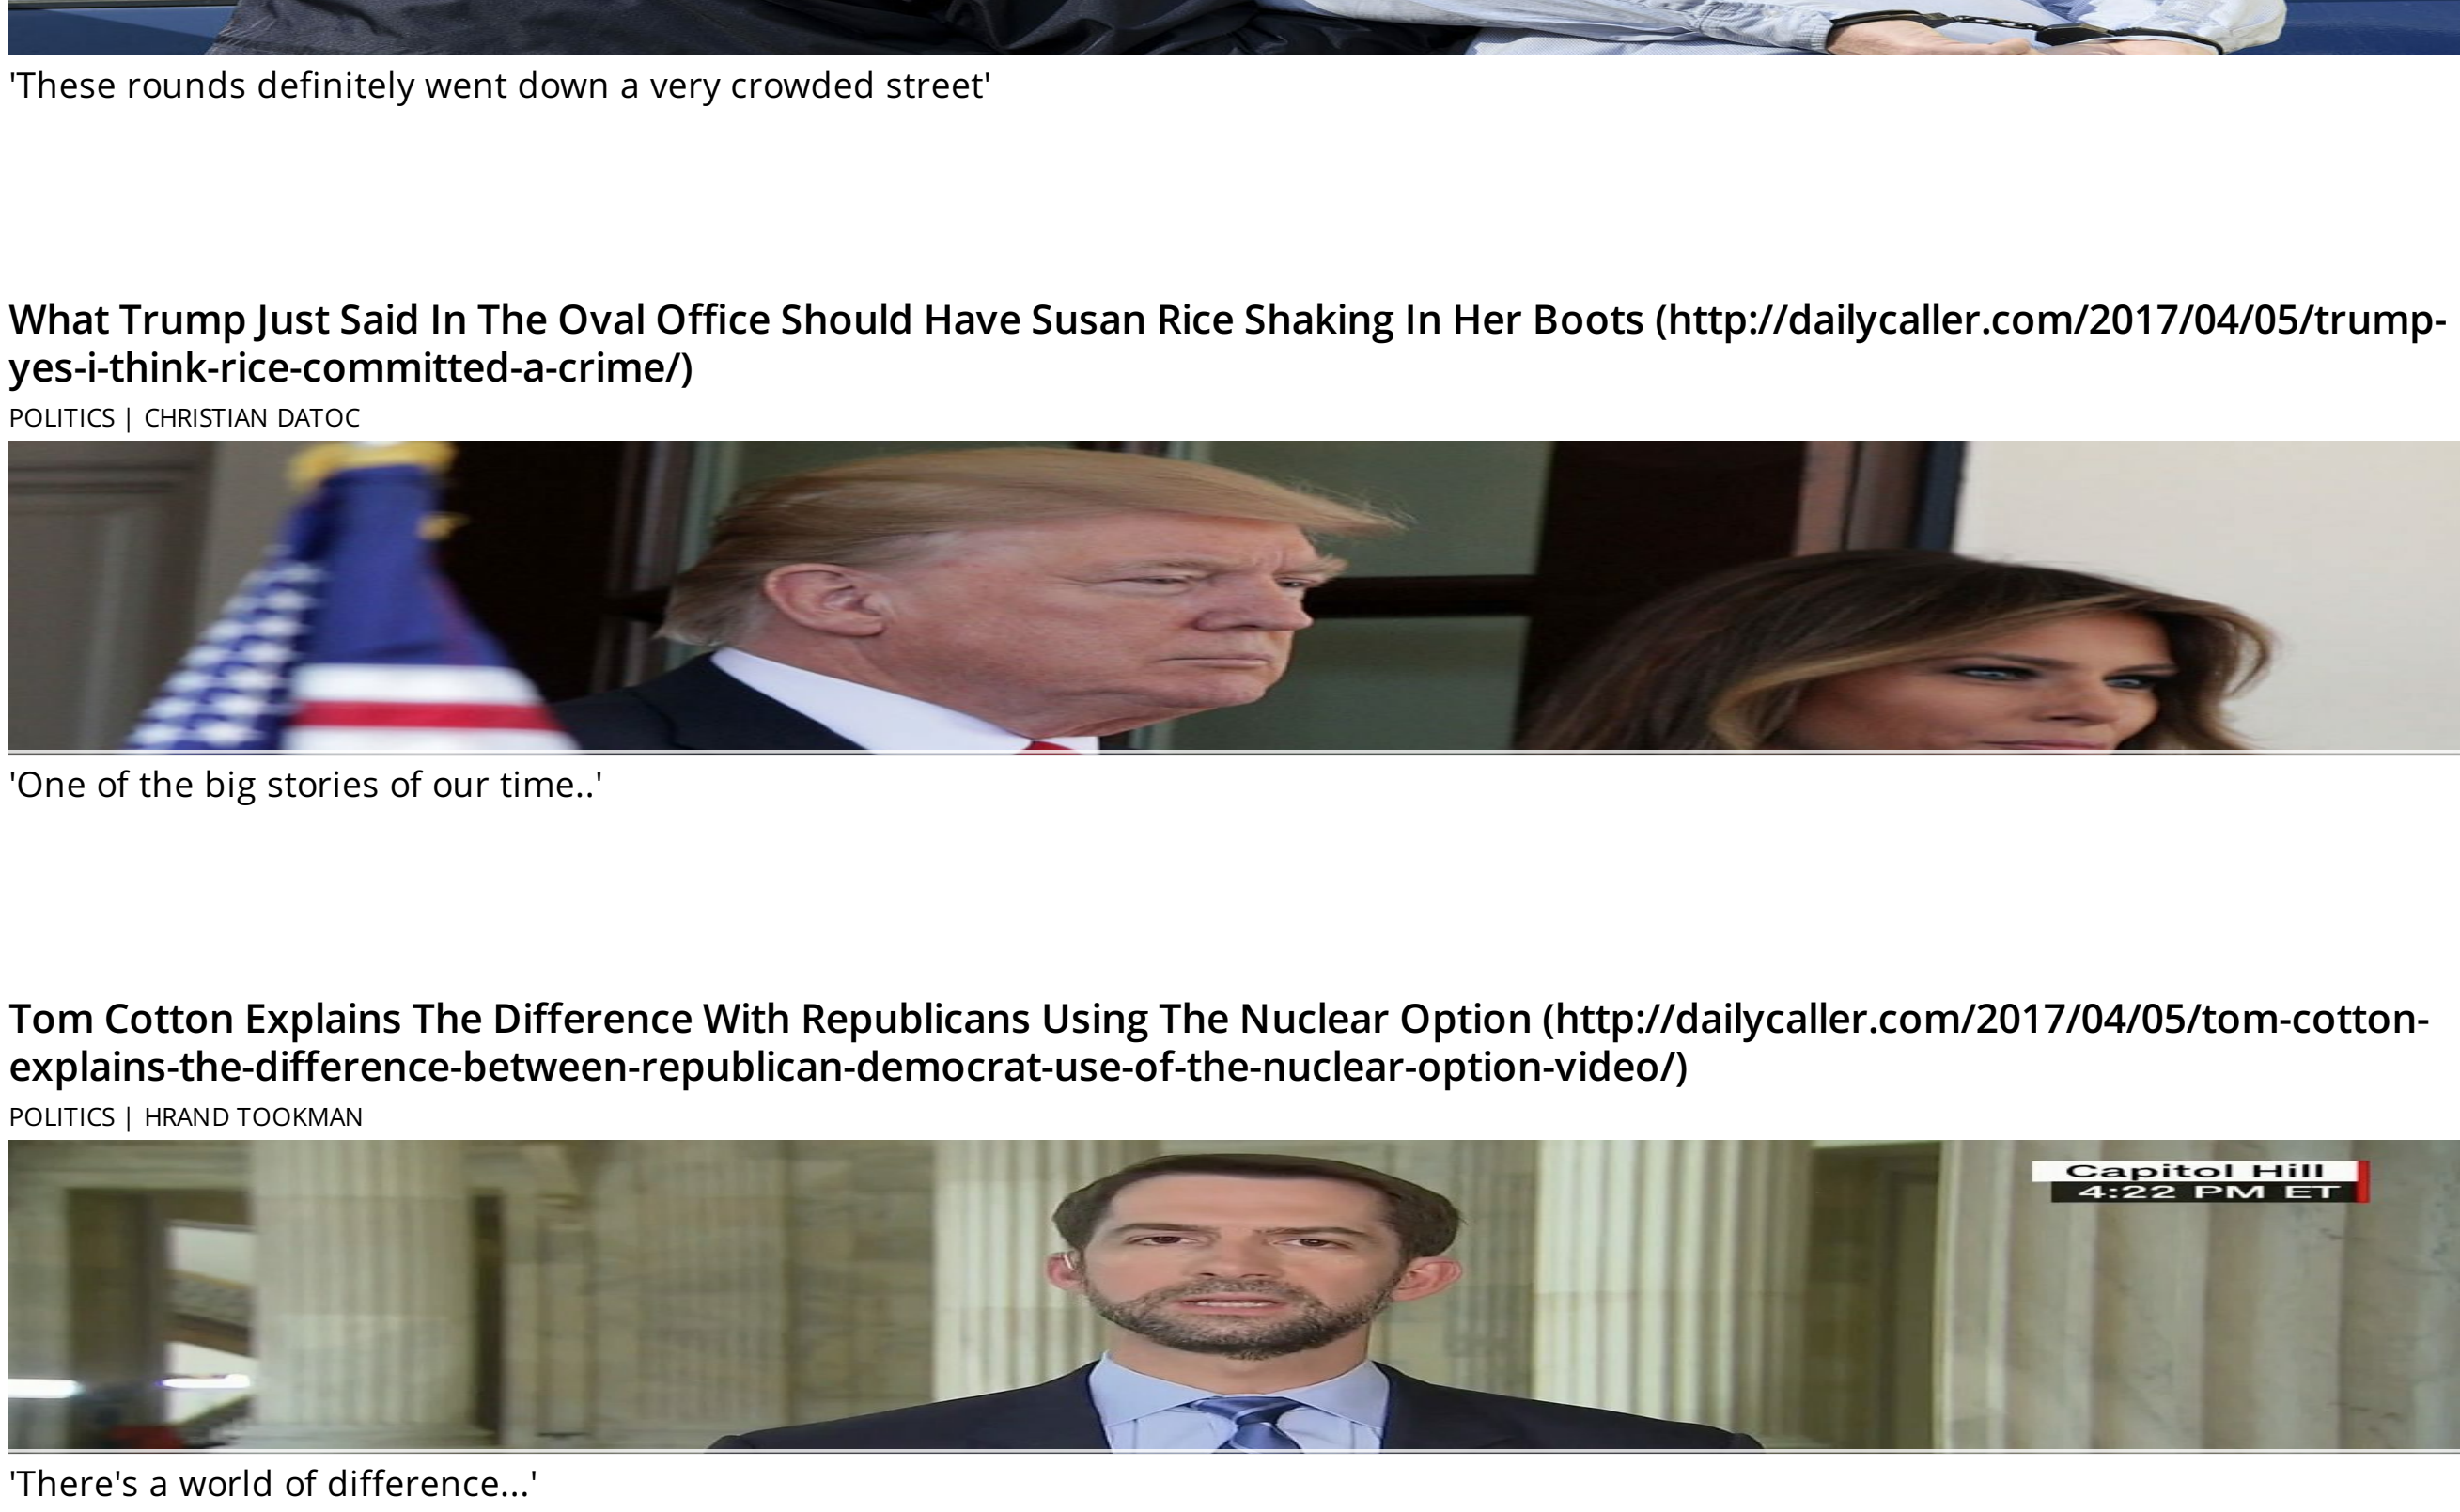 'These rounds definitely went down a very crowded street'
What Trump Just Said In The Oval Office Should Have Susan Rice Shaking In Her Boots (http://dailycaller.com/2017/04/05/trump-
yes-i-think-rice-committed-a-crime/)
POLITICS | CHRISTIAN DATOC
'One of the big stories of our time..'
Tom Cotton Explains The Difference With Republicans Using The Nuclear Option (http://dailycaller.com/2017/04/05/tom-cotton-
explains-the-difference-between-republican-democrat-use-of-the-nuclear-option-video/)
POLITICS | HRAND TOOKMAN
Capitol Hill
4:22 PM ET
'There's a world of difference...'